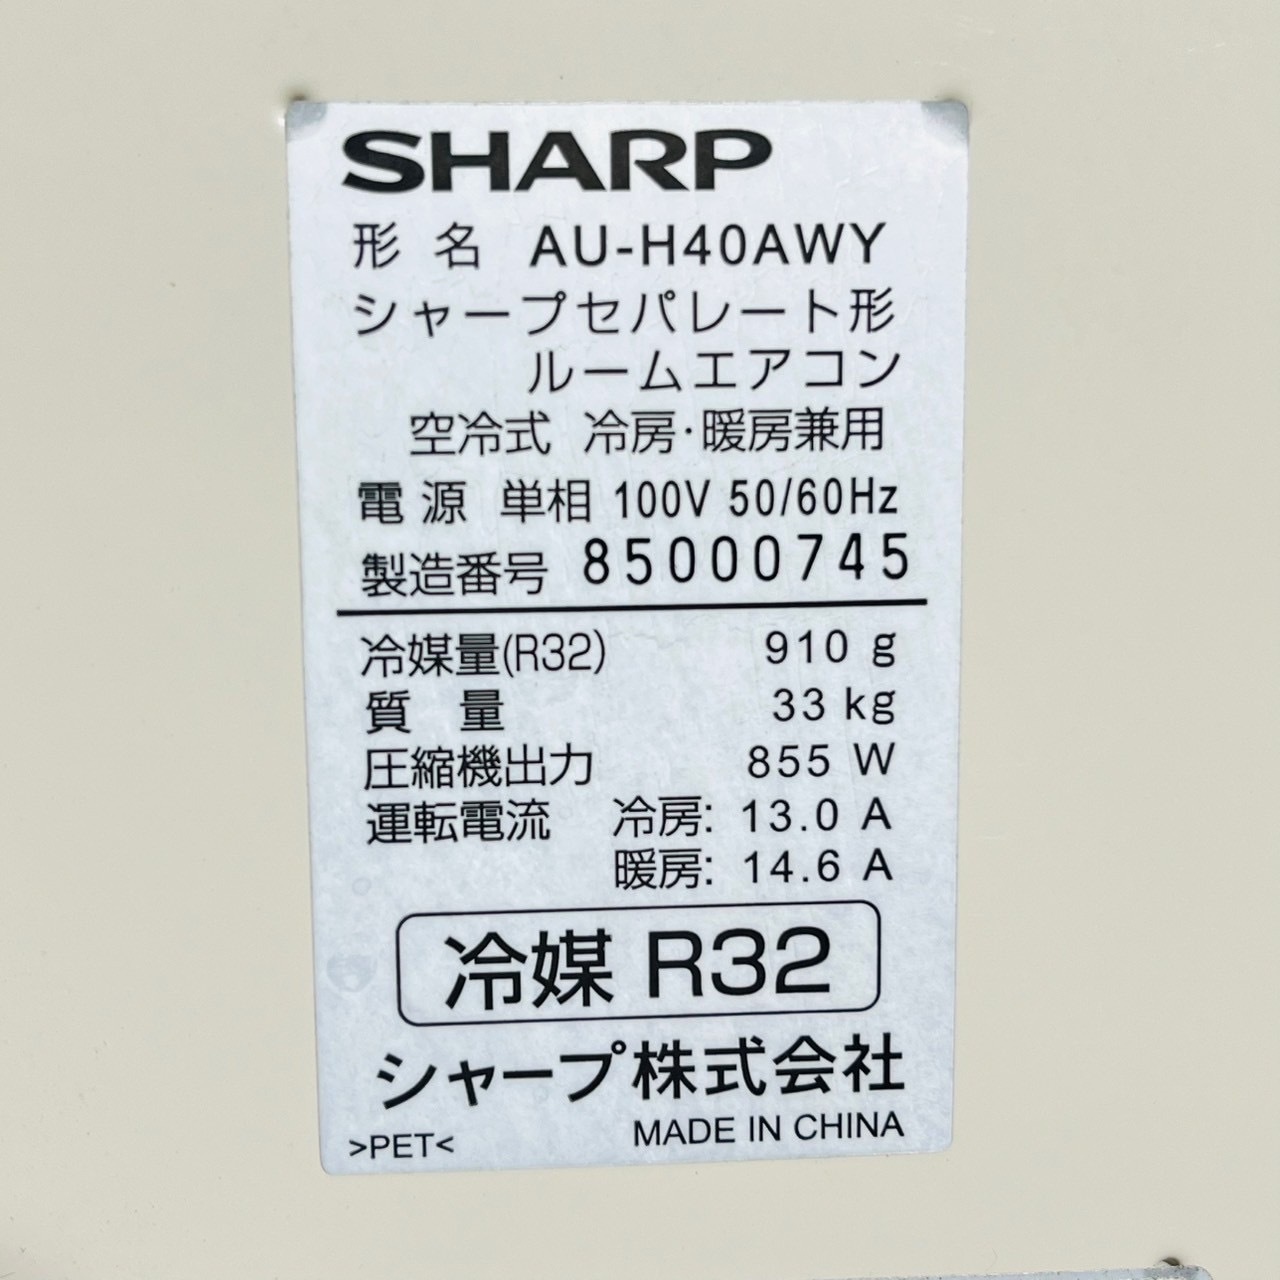 SHARP
形 名 AU-H40AWY
シャープセパレート形
ルームエアコン
空冷式 冷房・暖房兼用
電 源 単相 100V 50/60Hz
製造番号 85000745
冷媒量(R32) 910 g
質 量 33 kg
圧縮機出力 855 W
運転電流 冷房: 13.0 A
暖房: 14.6 A
冷媒 R32
シャープ株式会社
>PET< MADE IN CHINA